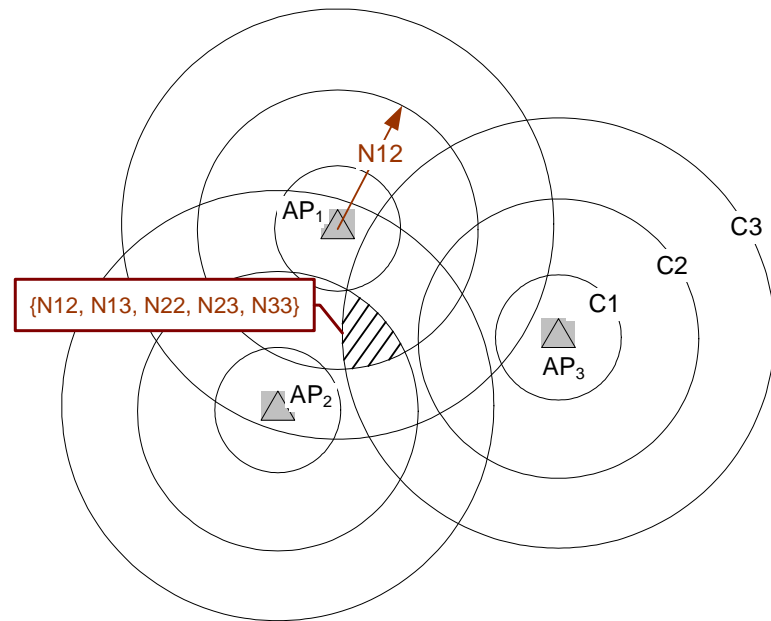 N12
AP₁
C3
C2
{N12, N13, N22, N23, N33}
C1
AP₃
AP₂